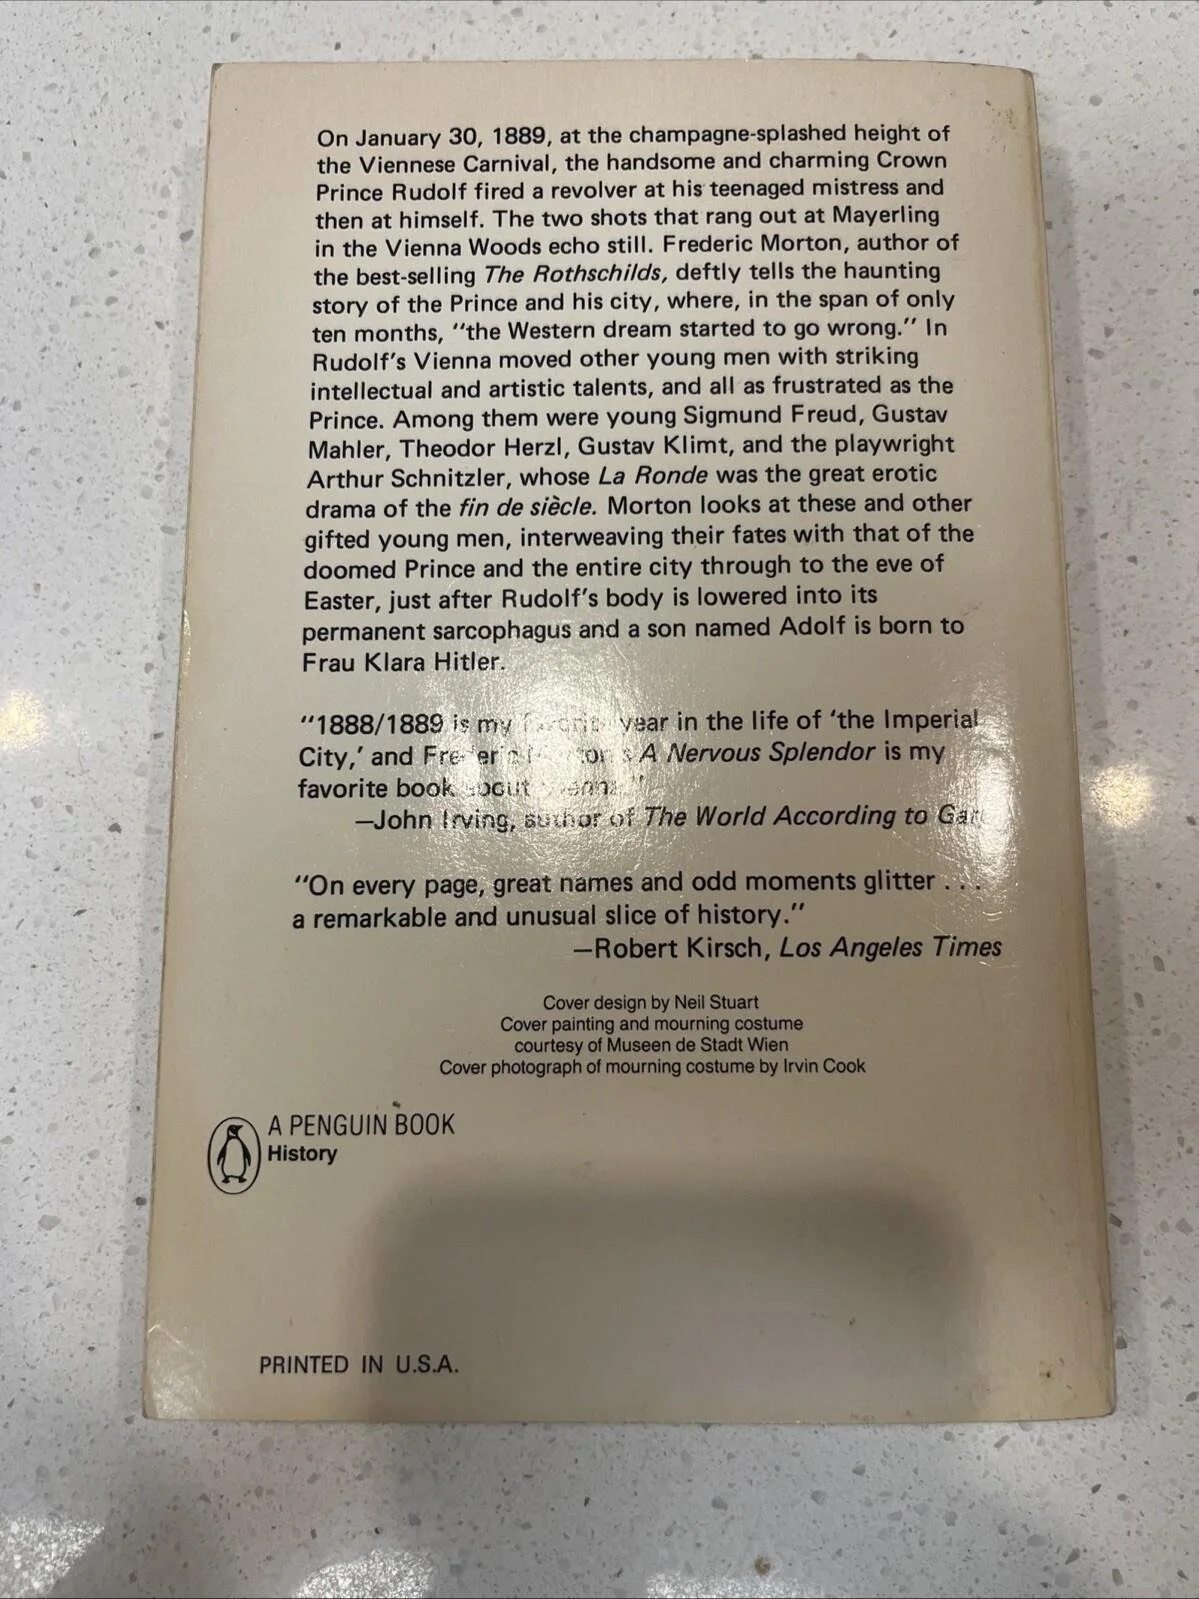 On January 30, 1889, at the champagne-splashed height of
the Viennese Carnival, the handsome and charming Crown
Prince Rudolf fired a revolver at his teenaged mistress and
then at himself. The two shots that rang out at Mayerling
in the Vienna Woods echo still. Frederic Morton, author of
the best-selling The Rothschilds, deftly tells the haunting
story of the Prince and his city, where, in the span of only
ten months, “the Western dream started to go wrong.” In
Rudolf’s Vienna moved other young men with striking
intellectual and artistic talents, and all as frustrated as the
Prince. Among them were young Sigmund Freud, Gustav
Mahler, Theodor Herzl, Gustav Klimt, and the playwright
Arthur Schnitzler, whose La Ronde was the great erotic
drama of the fin de siècle. Morton looks at these and other
gifted young men, interweaving their fates with that of the
doomed Prince and the entire city through to the eve of
Easter, just after Rudolf’s body is lowered into its
permanent sarcophagus and a son named Adolf is born to
Frau Klara Hitler.
“1888/1889 is my favorite year in the life of ‘the Imperial
City,’ and Frederic A Nervous Splendor is my
favorite book about
—John Irving, author of The World According to Garp
“On every page, great names and odd moments glitter . . .
a remarkable and unusual slice of history.”
—Robert Kirsch, Los Angeles Times
Cover design by Neil Stuart
Cover painting and mourning costume
courtesy of Museen de Stadt Wien
Cover photograph of mourning costume by Irvin Cook
A PENGUIN BOOK
History
PRINTED IN U.S.A.